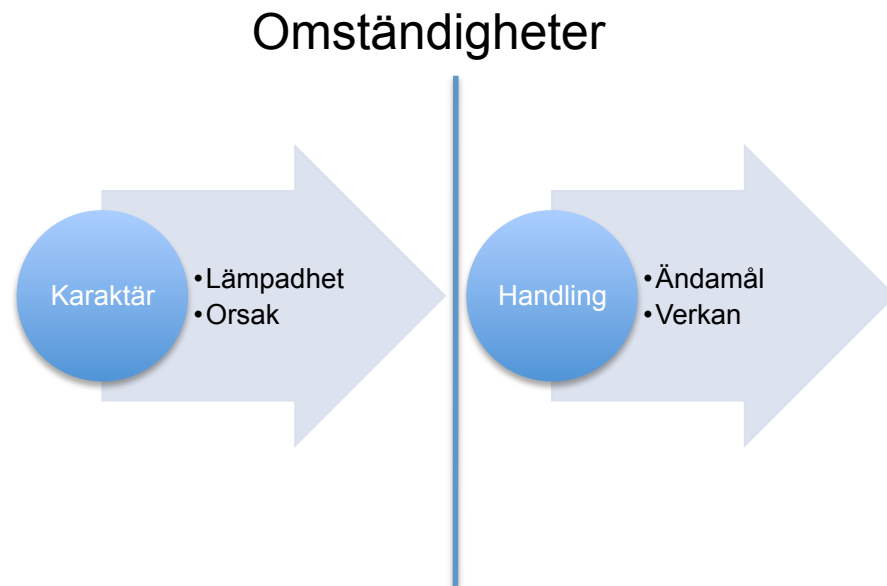 Omständigheter
Karaktär
•Lämpadhet
•Orsak
Handling
•Ändamål
•Verkan